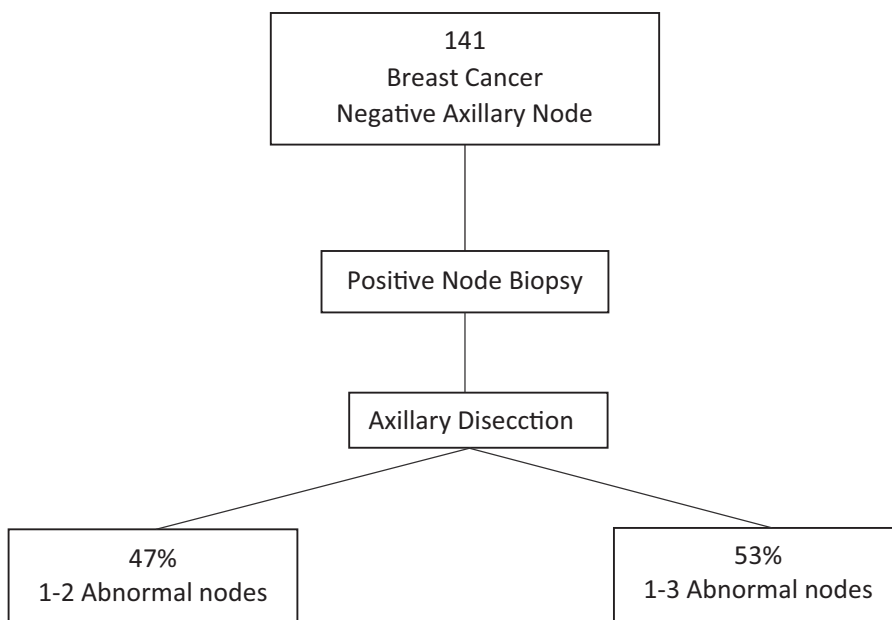 141
Breast Cancer
Negative Axillary Node
Positive Node Biopsy
Axillary Disecction
47%
1-2 Abnormal nodes
53%
1-3 Abnormal nodes